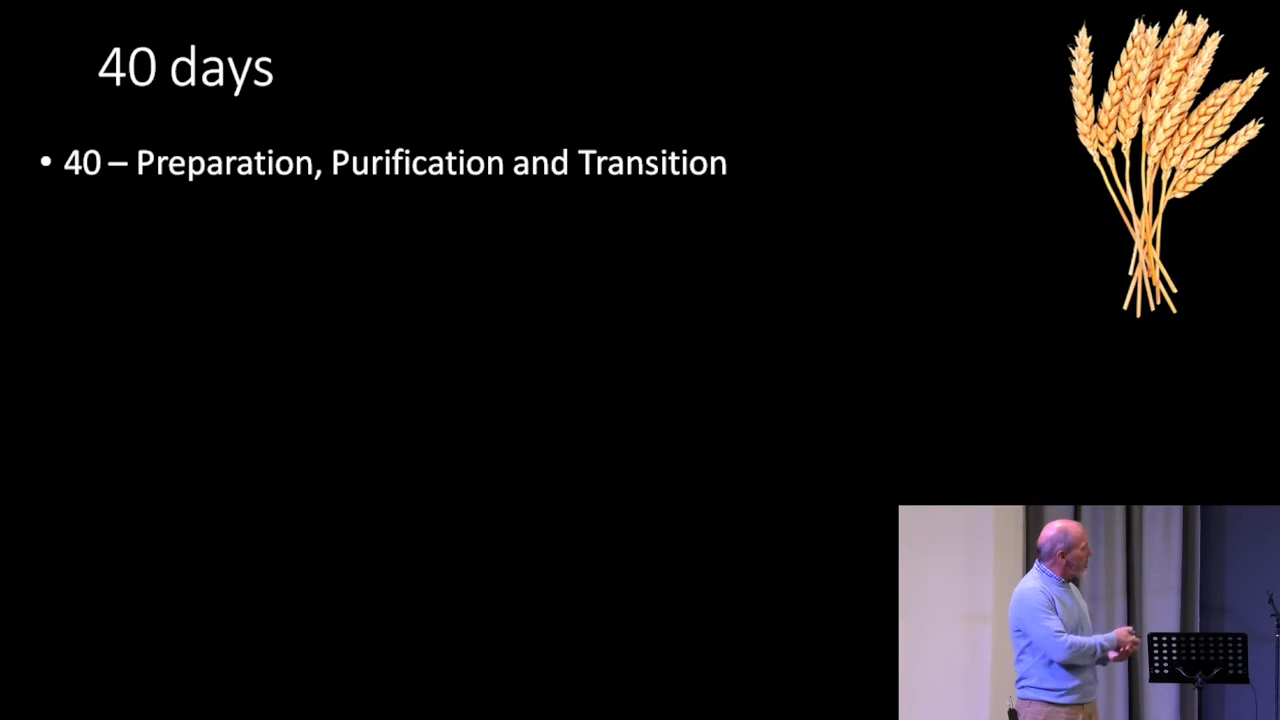 40 days
• 40 – Preparation, Purification and Transition